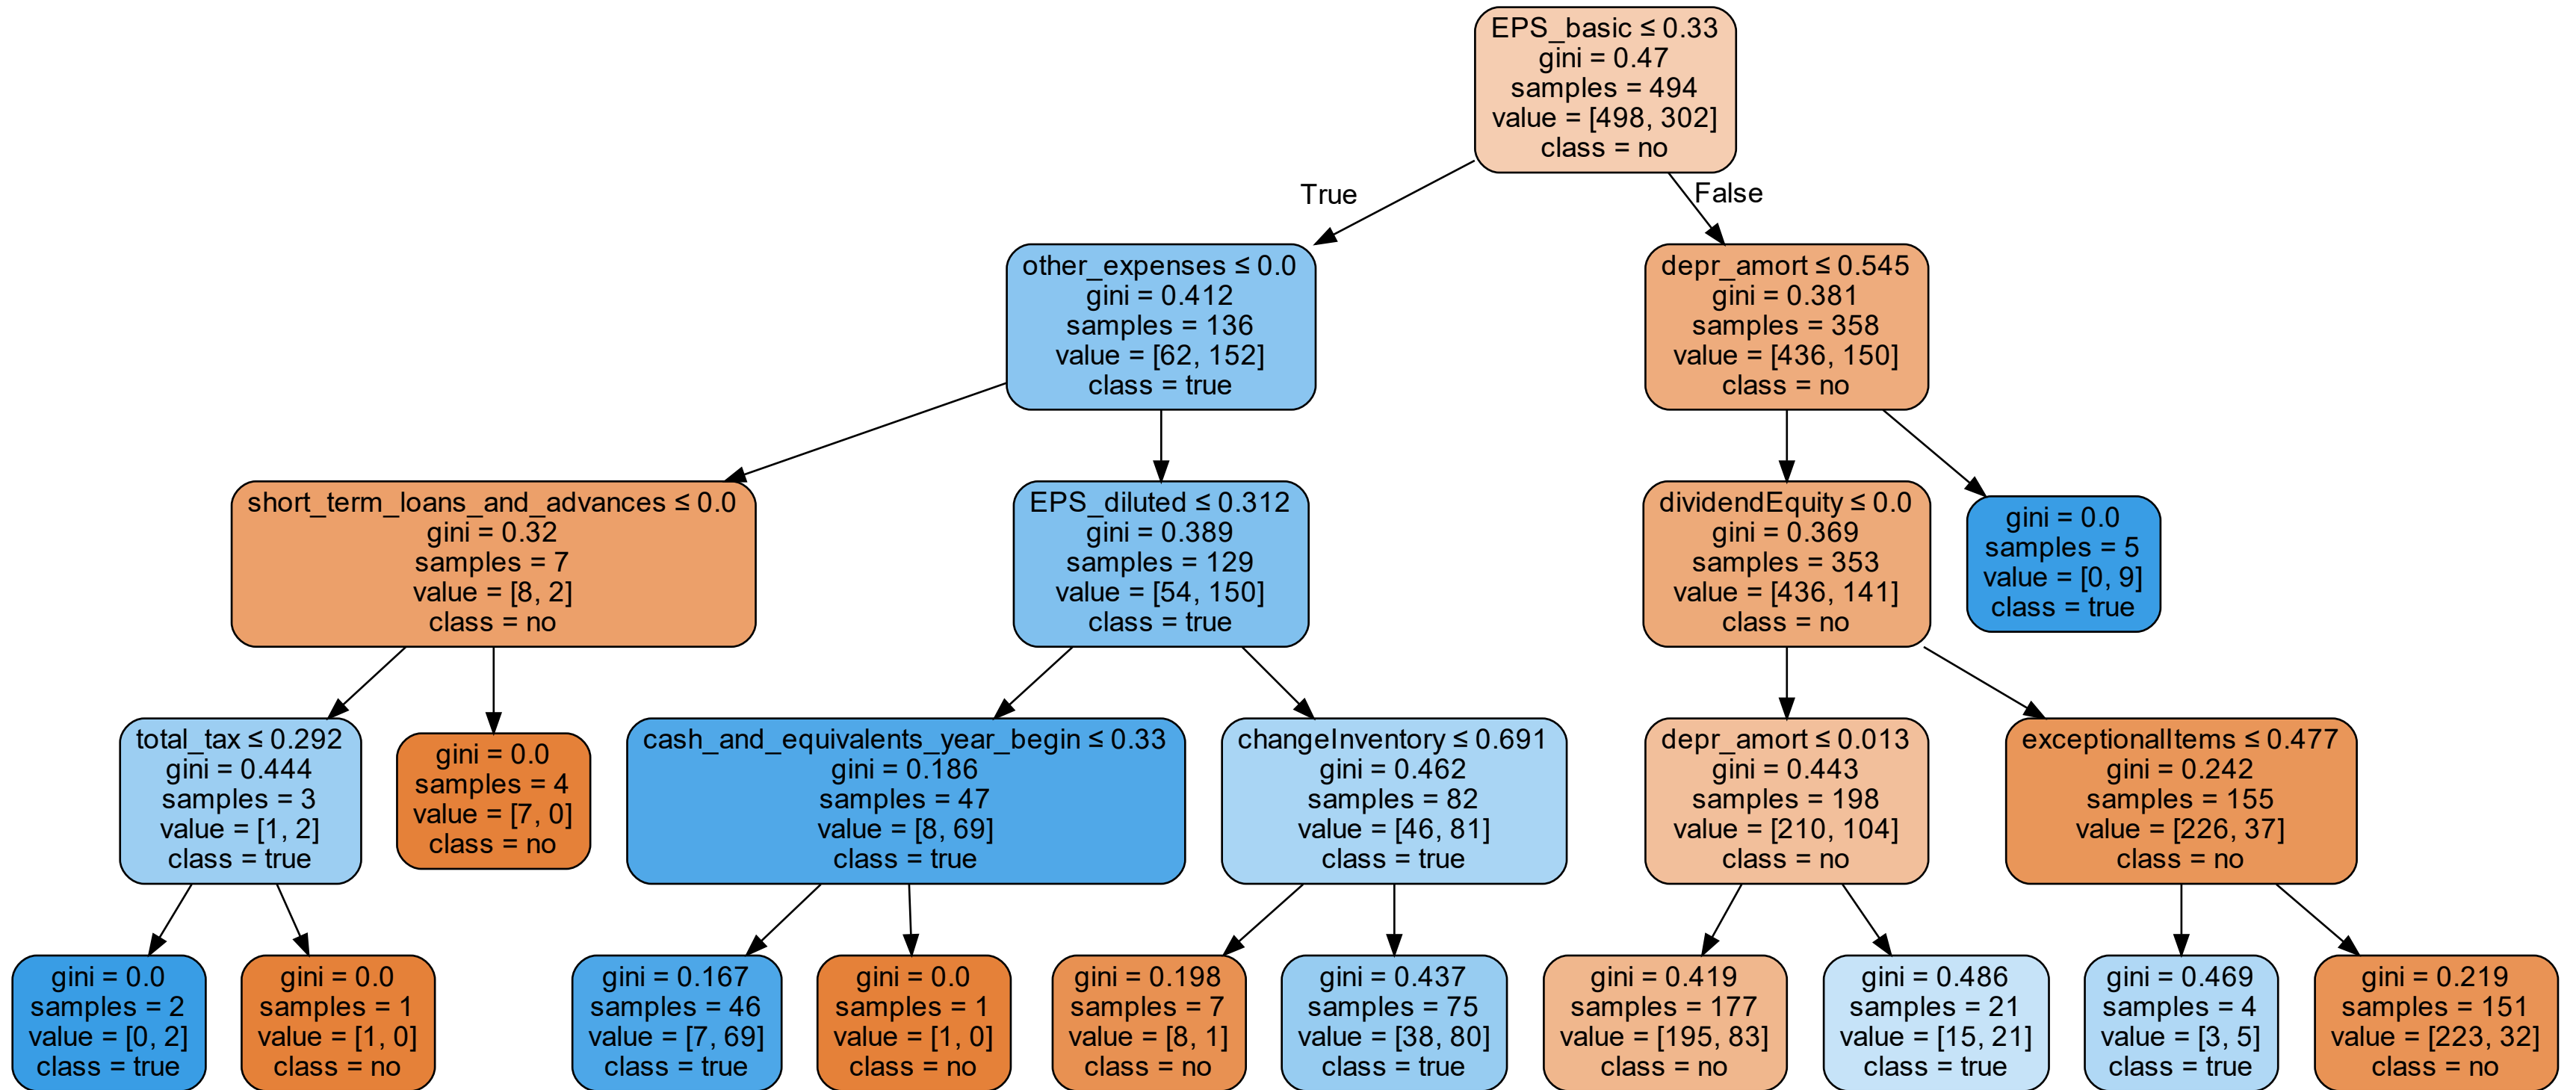 EPS_basic ≤ 0.33
gini = 0.47
samples = 494
value = [498, 302]
class = no
True
False
other_expenses ≤ 0.0
gini = 0.412
samples = 136
value = [62, 152]
class = true
depr_amort ≤ 0.545
gini = 0.381
samples = 358
value = [436, 150]
class = no
short_term_loans_and_advances ≤ 0.0
gini = 0.32
samples = 7
value = [8, 2]
class = no
EPS_diluted ≤ 0.312
gini = 0.389
samples = 129
value = [54, 150]
class = true
dividendEquity ≤ 0.0
gini = 0.369
samples = 353
value = [436, 141]
class = no
gini = 0.0
samples = 5
value = [0, 9]
class = true
total_tax ≤ 0.292
gini = 0.444
samples = 3
value = [1, 2]
class = true
gini = 0.0
samples = 4
value = [7, 0]
class = no
cash_and_equivalents_year_begin ≤ 0.33
gini = 0.186
samples = 47
value = [8, 69]
class = true
changeInventory ≤ 0.691
gini = 0.462
samples = 82
value = [46, 81]
class = true
depr_amort ≤ 0.013
gini = 0.443
samples = 198
value = [210, 104]
class = no
exceptionalItems ≤ 0.477
gini = 0.242
samples = 155
value = [226, 37]
class = no
gini = 0.0
samples = 2
value = [0, 2]
class = true
gini = 0.0
samples = 1
value = [1, 0]
class = no
gini = 0.167
samples = 46
value = [7, 69]
class = true
gini = 0.0
samples = 1
value = [1, 0]
class = no
gini = 0.198
samples = 7
value = [8, 1]
class = no
gini = 0.437
samples = 75
value = [38, 80]
class = true
gini = 0.419
samples = 177
value = [195, 83]
class = no
gini = 0.486
samples = 21
value = [15, 21]
class = true
gini = 0.469
samples = 4
value = [3, 5]
class = true
gini = 0.219
samples = 151
value = [223, 32]
class = no